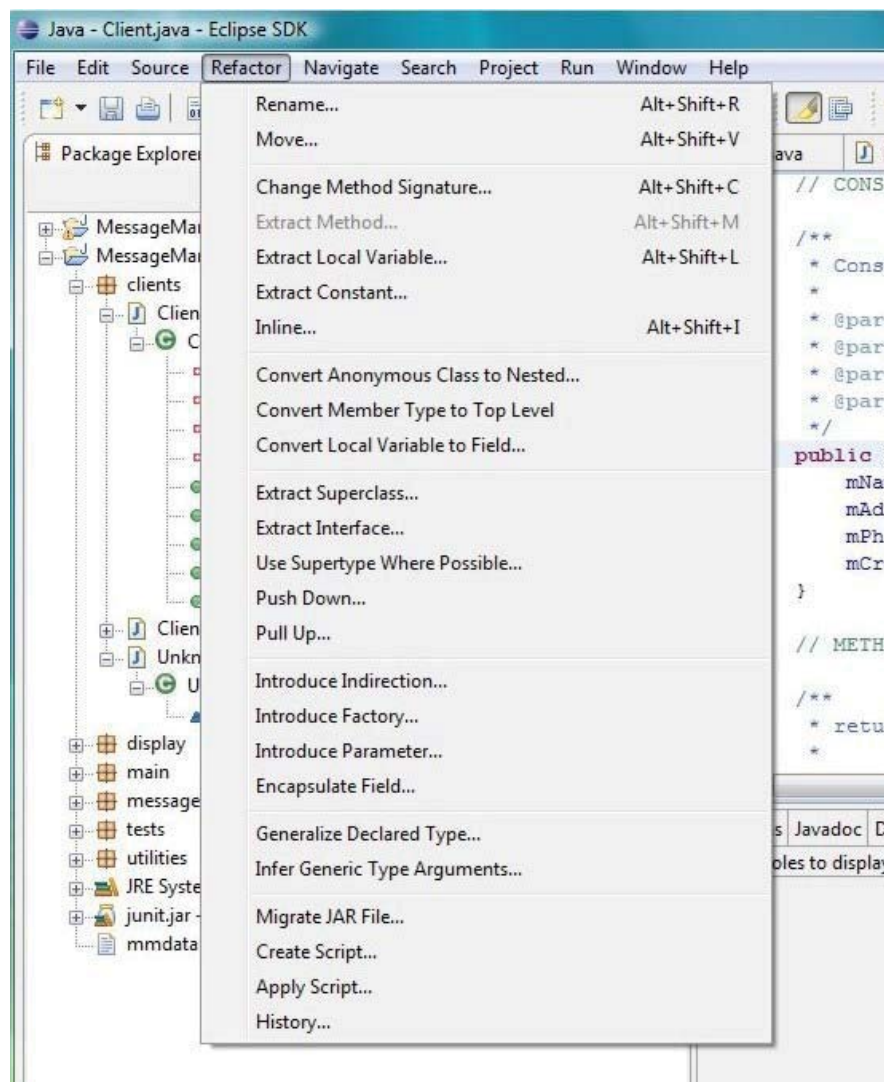 Java - Client.java - Eclipse SDK
File Edit Source Refactor Navigate Search Project Run Window Help
Package Explorer
MessageMa
MessageMa
clients
Clien
C
Clien
Unkn
U
display
main
message
tests
utilities
JRE Syste
junit.jar -
mmdata
Rename... Alt+Shift+R
Move... Alt+Shift+V
Change Method Signature... Alt+Shift+C
Extract Method... Alt+Shift+M
Extract Local Variable... Alt+Shift+L
Extract Constant...
Inline... Alt+Shift+I
Convert Anonymous Class to Nested...
Convert Member Type to Top Level
Convert Local Variable to Field...
Extract Superclass...
Extract Interface...
Use Supertype Where Possible...
Push Down...
Pull Up...
Introduce Indirection...
Introduce Factory...
Introduce Parameter...
Encapsulate Field...
Generalize Declared Type...
Infer Generic Type Arguments...
Migrate JAR File...
Create Script...
Apply Script...
History...
ava
// CONS
/**
* Cons
*
* @par
* @par
* @par
* @par
*/
public
mNa
mAd
mPh
mCr
}
// METH
/**
* retu
*
s Javadoc D
oles to display